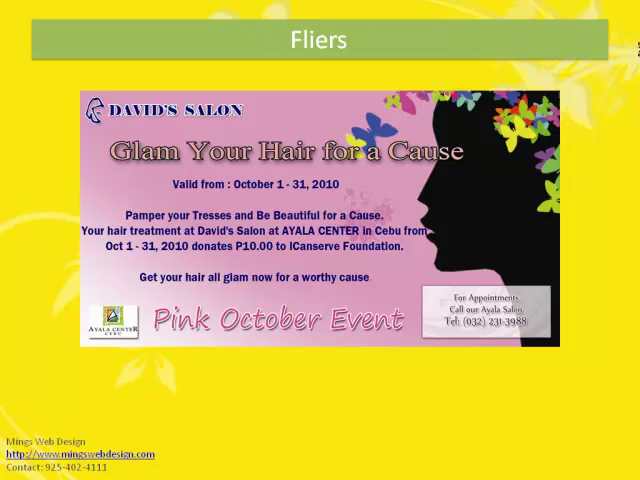 Fliers
DAVID'S SALON
Glam Your Hair for a Cause
Valid from : October 1 - 31, 2010
Pamper your Tresses and Be Beautiful for a Cause.
Your hair treatment at David's Salon at AYALA CENTER in Cebu from
Oct 1 - 31, 2010 donates P10.00 to ICanserve Foundation.
Get your hair all glam now for a worthy cause.
AYALA CENTER
CEBU
Pink October Event
For Appointments
Call our Ayala Salon
Tel: (032) 231 3988
Mings Web Design
http://www.mingswebdesign.com
Contact: 925-402-4111